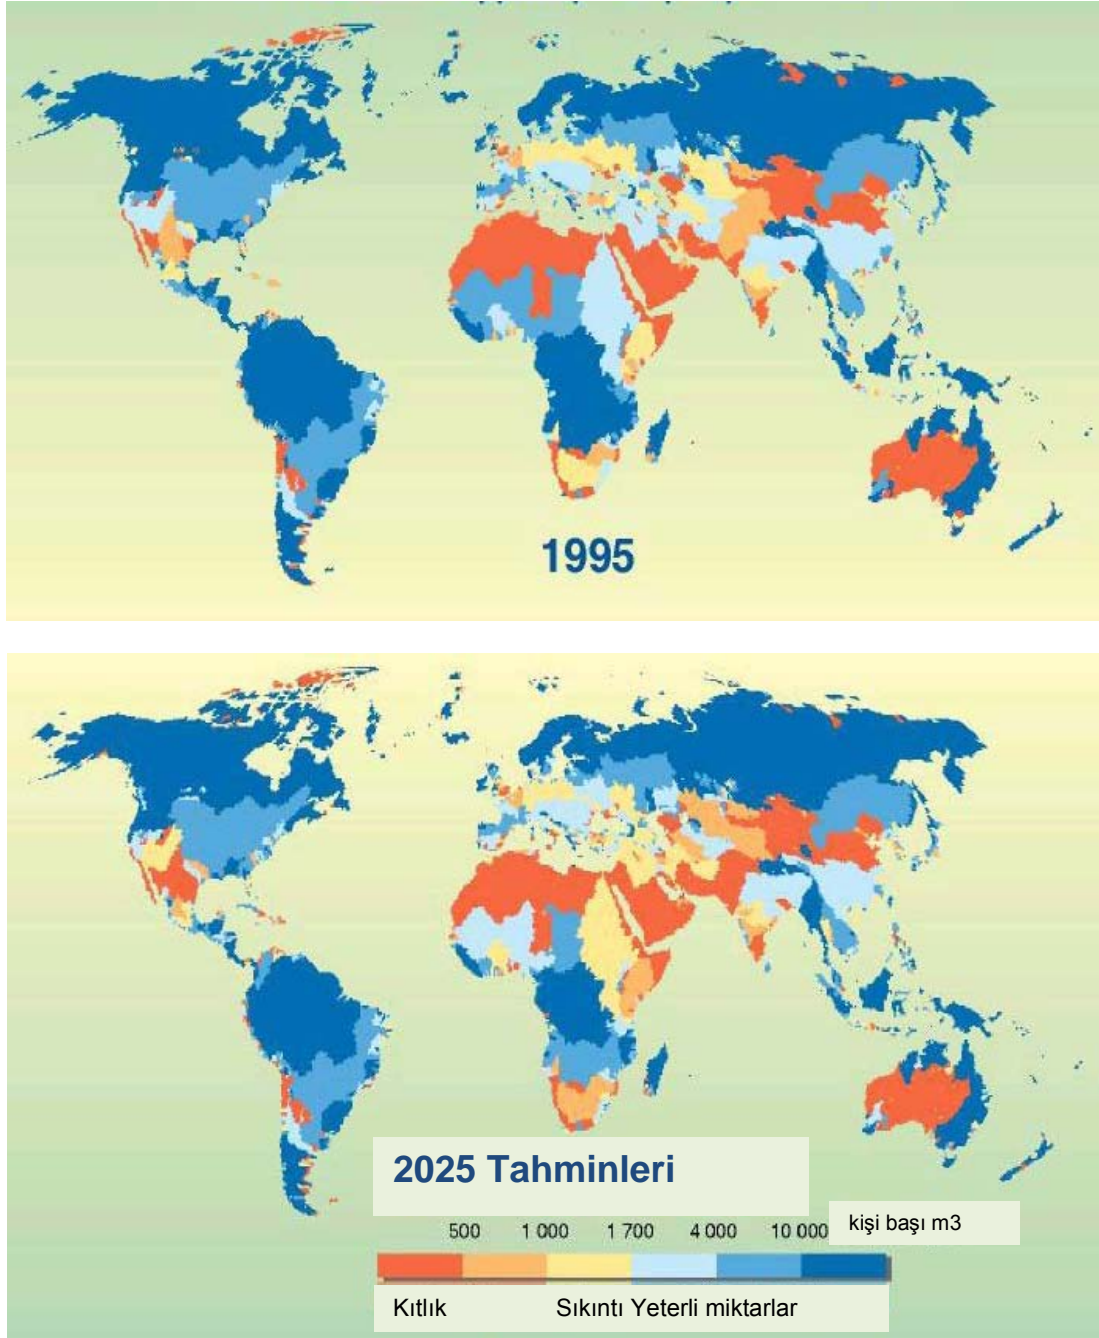 1995
2025 Tahminleri
kişi başı m3
500 1 000 1 700 4 000 10 000
Kıtlık Sıkıntı Yeterli miktarlar